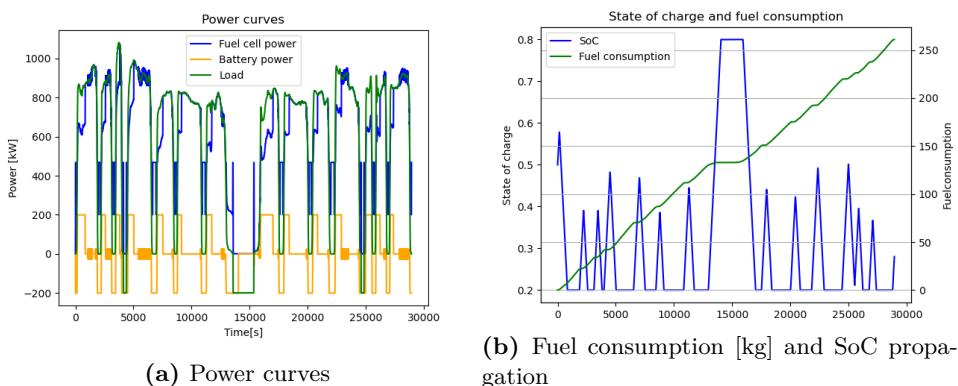 Power curves
Fuel cell power
Battery power
Load
1000
800
600
400
200
0
−200
Power [kW]
0
5000
10000
15000
20000
25000
30000
Time[s]
(a) Power curves
State of charge and fuel consumption
SoC
Fuel consumption
0.8
0.7
0.6
0.5
0.4
0.3
0.2
State of charge
250
200
150
100
50
0
Fuelconsumption
0
5000
10000
15000
20000
25000
30000
(b) Fuel consumption [kg] and SoC propa-
gation